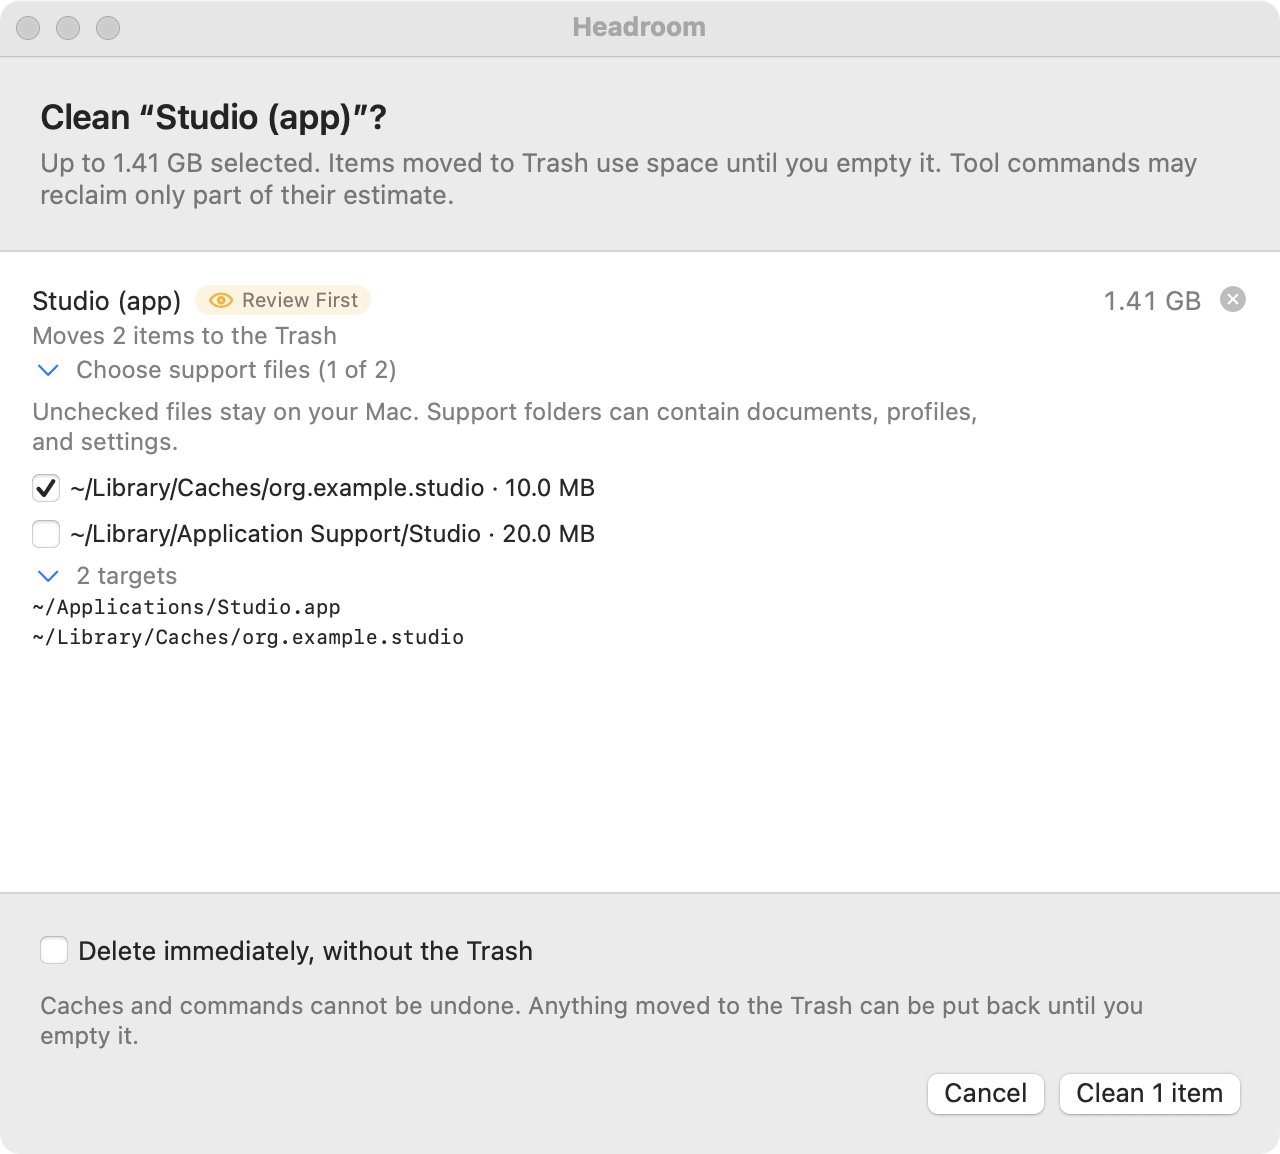 Headroom
Clean “Studio (app)”?
Up to 1.41 GB selected. Items moved to Trash use space until you empty it. Tool commands may
reclaim only part of their estimate.
Studio (app) Review First 1.41 GB
Moves 2 items to the Trash
Choose support files (1 of 2)
Unchecked files stay on your Mac. Support folders can contain documents, profiles,
and settings.
~/Library/Caches/org.example.studio · 10.0 MB
~/Library/Application Support/Studio · 20.0 MB
2 targets
~/Applications/Studio.app
~/Library/Caches/org.example.studio
Delete immediately, without the Trash
Caches and commands cannot be undone. Anything moved to the Trash can be put back until you
empty it.
Cancel Clean 1 item